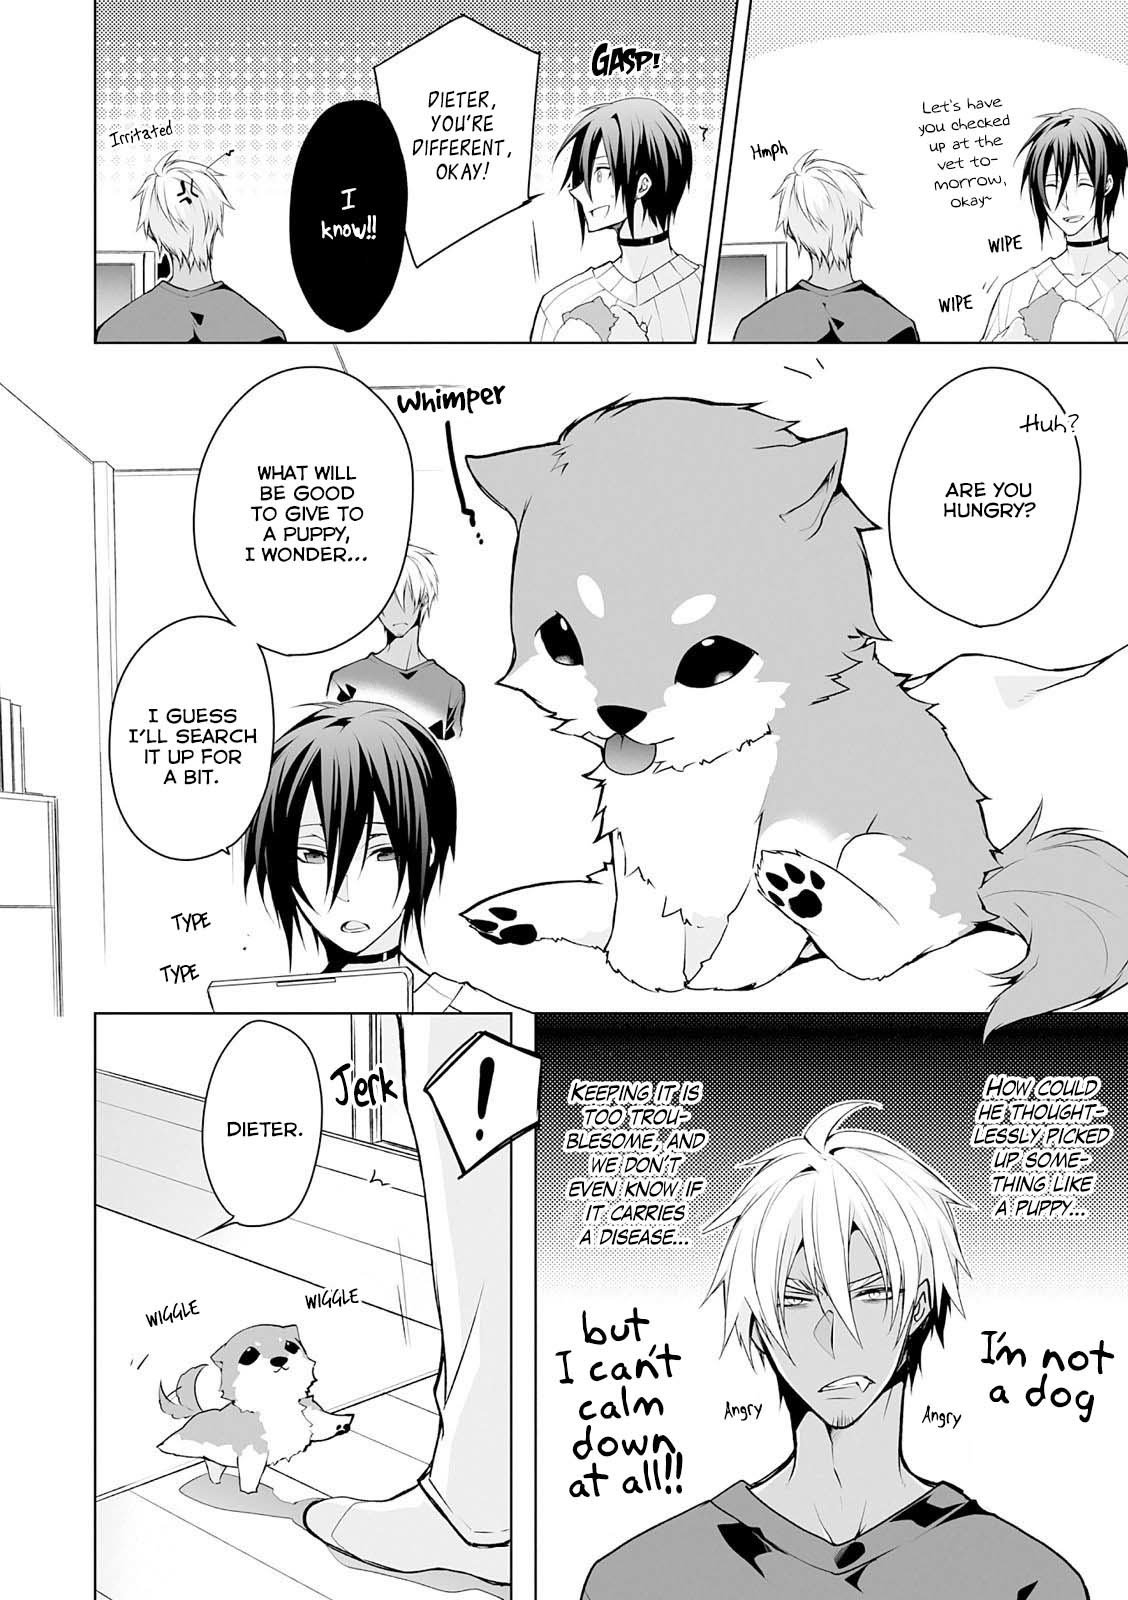 Let's have
you checked
up at the
vet to-
morrow,
okay~
Hmph
WIPE
WIPE
GASP!
DIETER,
YOU'RE
DIFFERENT,
OKAY!
I
know!!
Irritated
Huh?
ARE YOU
HUNGRY?
Whimper
WHAT WILL
BE GOOD
TO GIVE TO
A PUPPY,
I WONDER...
I GUESS
I'LL SEARCH
IT UP FOR
A BIT.
TYPE
TYPE
HOW COULD
HE THOUGHT-
LESSLY PICKED
UP SOME-
THING LIKE
A PUPPY...
KEEPING IT IS
TOO TROU-
BLESOME, AND
WE DON'T
EVEN KNOW IF
IT CARRIES
A DISEASE...
I'm not
a dog
Angry
Angry
but
I can't
calm
down
at all!!
!
Jerk
DIETER.
WIGGLE
WIGGLE